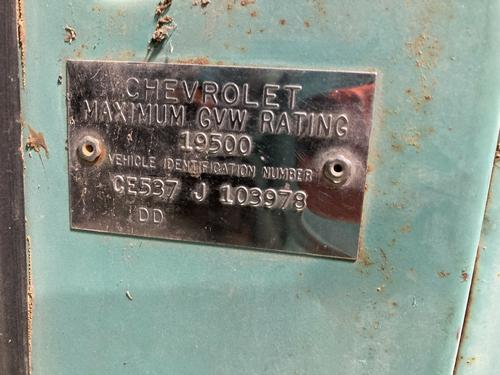 CHEVROLET
MAXIMUM GVW RATING
19500
VEHICLE IDENTIFICATION NUMBER
CE537 J 103978
DD